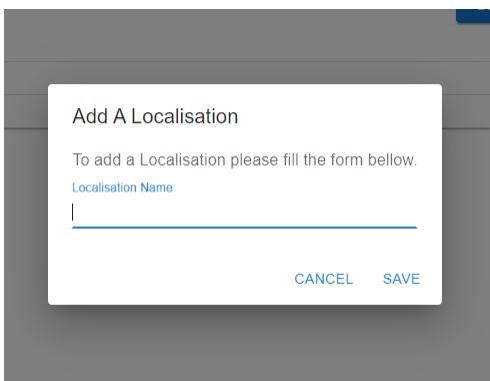 Add A Localisation
To add a Localisation please fill the form bellow.
Localisation Name
CANCEL SAVE